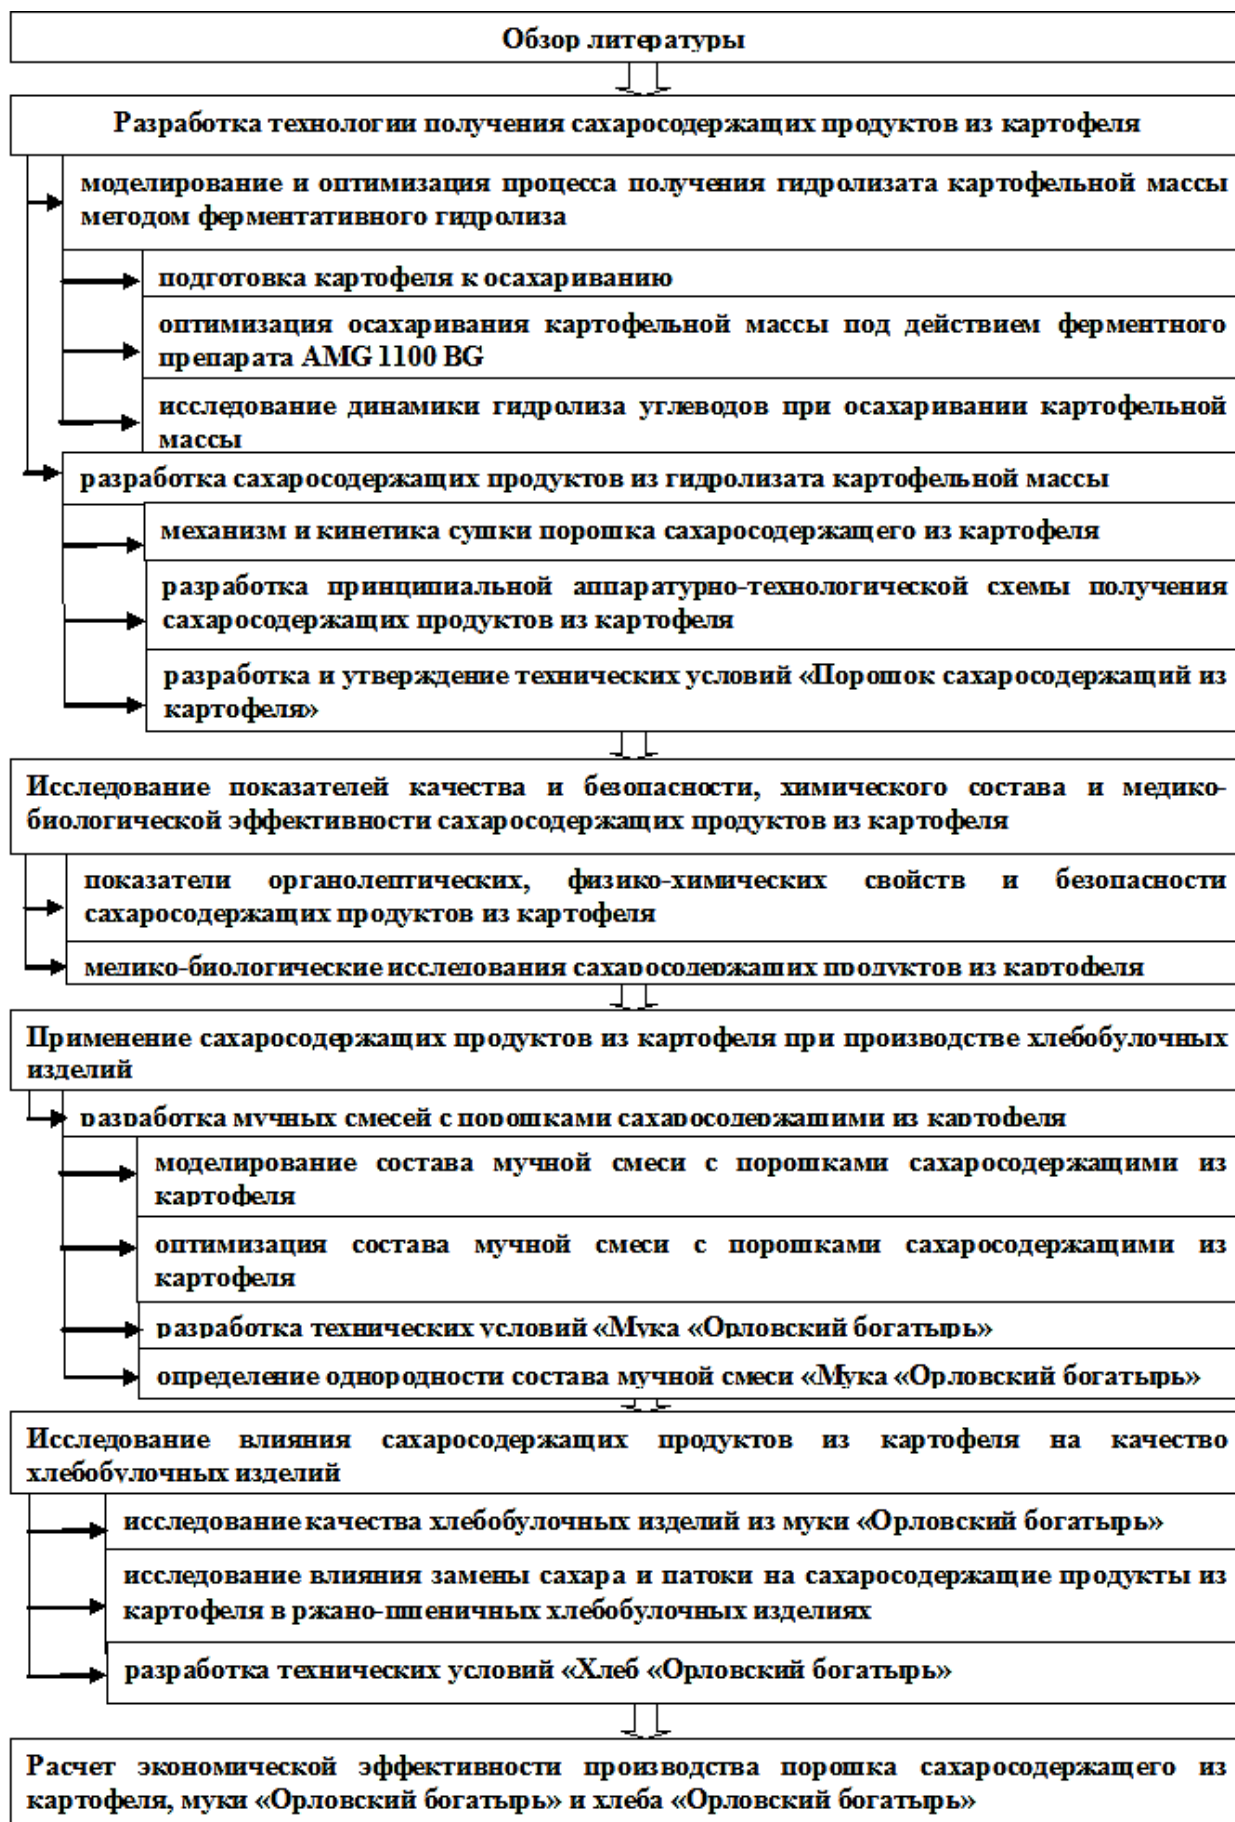 Обзор литературы
Разработка технологии получения сахаросодержащих продуктов из картофеля
моделирование и оптимизация процесса получения гидролизата картофельной массы
методом ферментативного гидролиза
подготовка картофеля к осахариванию
оптимизация осахаривания картофельной массы под действием ферментного
препарата AMG 1100 BG
исследование динамики гидролиза углеводов при осахаривании картофельной
массы
разработка сахаросодержащих продуктов из гидролизата картофельной массы
механизм и кинетика сушки порошка сахаросодержащего из картофеля
разработка принципиальной аппаратурно-технологической схемы получения
сахаросодержащих продуктов из картофеля
разработка и утверждение технических условий «Порошок сахаросодержащий из
картофеля»
Исследование показателей качества и безопасности, химического состава и медико-
биологической эффективности сахаросодержащих продуктов из картофеля
показатели органолептических, физико-химических свойств и безопасности
сахаросодержащих продуктов из картофеля
медико-биологические исследования сахаросодержащих продуктов из картофеля
Применение сахаросодержащих продуктов из картофеля при производстве хлебобулочных
изделий
разработка мучных смесей с порошками сахаросодержащими из картофеля
моделирование состава мучной смеси с порошками сахаросодержащими из
картофеля
оптимизация состава мучной смеси с порошками сахаросодержащими из
картофеля
разработка технических условий «Мука «Орловский богатырь»
определение однородности состава мучной смеси «Мука «Орловский богатырь»
Исследование влияния сахаросодержащих продуктов из картофеля на качество
хлебобулочных изделий
исследование качества хлебобулочных изделий из муки «Орловский богатырь»
исследование влияния замены сахара и патоки на сахаросодержащие продукты из
картофеля в ржано-пшеничных хлебобулочных изделиях
разработка технических условий «Хлеб «Орловский богатырь»
Расчет экономической эффективности производства порошка сахаросодержащего из
картофеля, муки «Орловский богатырь» и хлеба «Орловский богатырь»